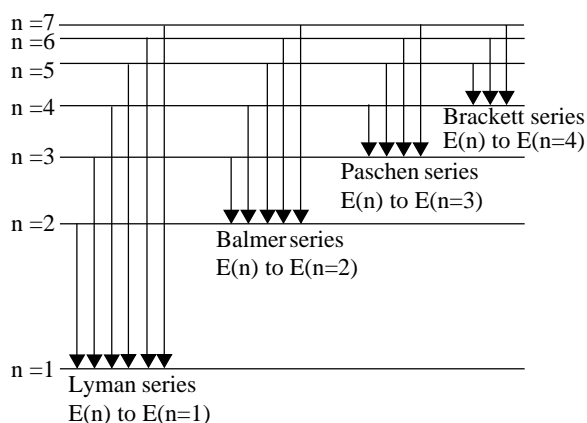 n =7
n =6
n =5
n =4
Brackett series
E(n) to E(n=4)
n =3
Paschen series
E(n) to E(n=3)
n =2
Balmer series
E(n) to E(n=2)
n =1
Lyman series
E(n) to E(n=1)